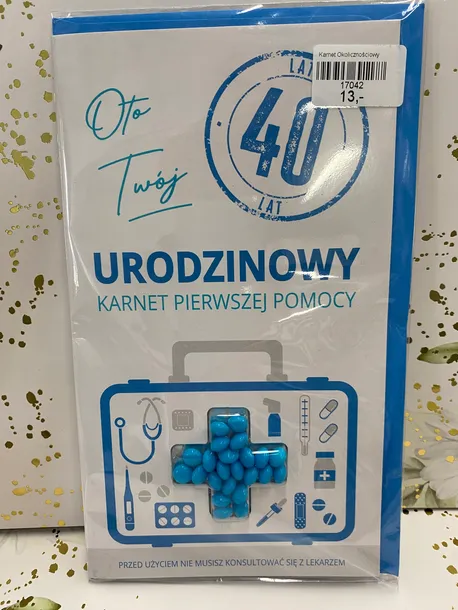 Karnet Okolicznościowy
17042
13,-
LAT
40
LAT
Oto
Twój
URODZINOWY
KARNET PIERWSZEJ POMOCY
PRZED UŻYCIEM NIE MUSISZ KONSULTOWAĆ SIĘ Z LEKARZEM